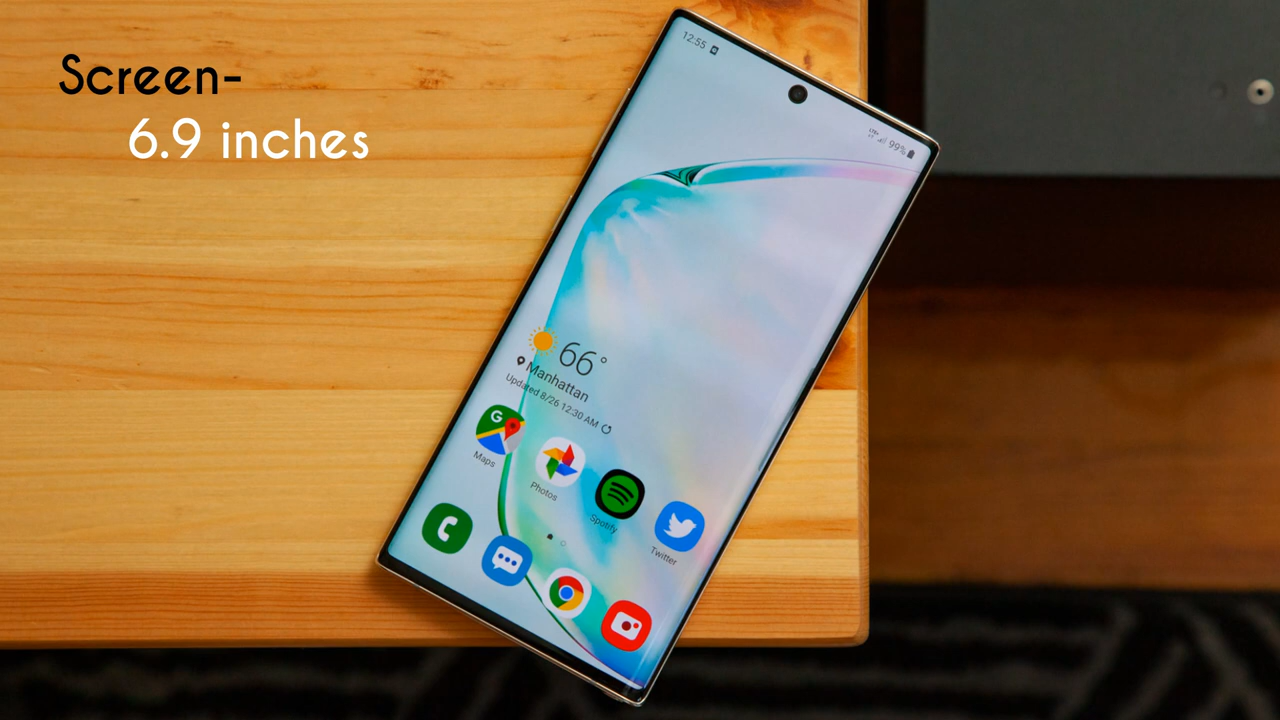 Screen-
6.9 inches
12:55
99%
66°
Manhattan
Updated 8/26 12:30 AM
G
Maps
Photos
Spotify
Twitter